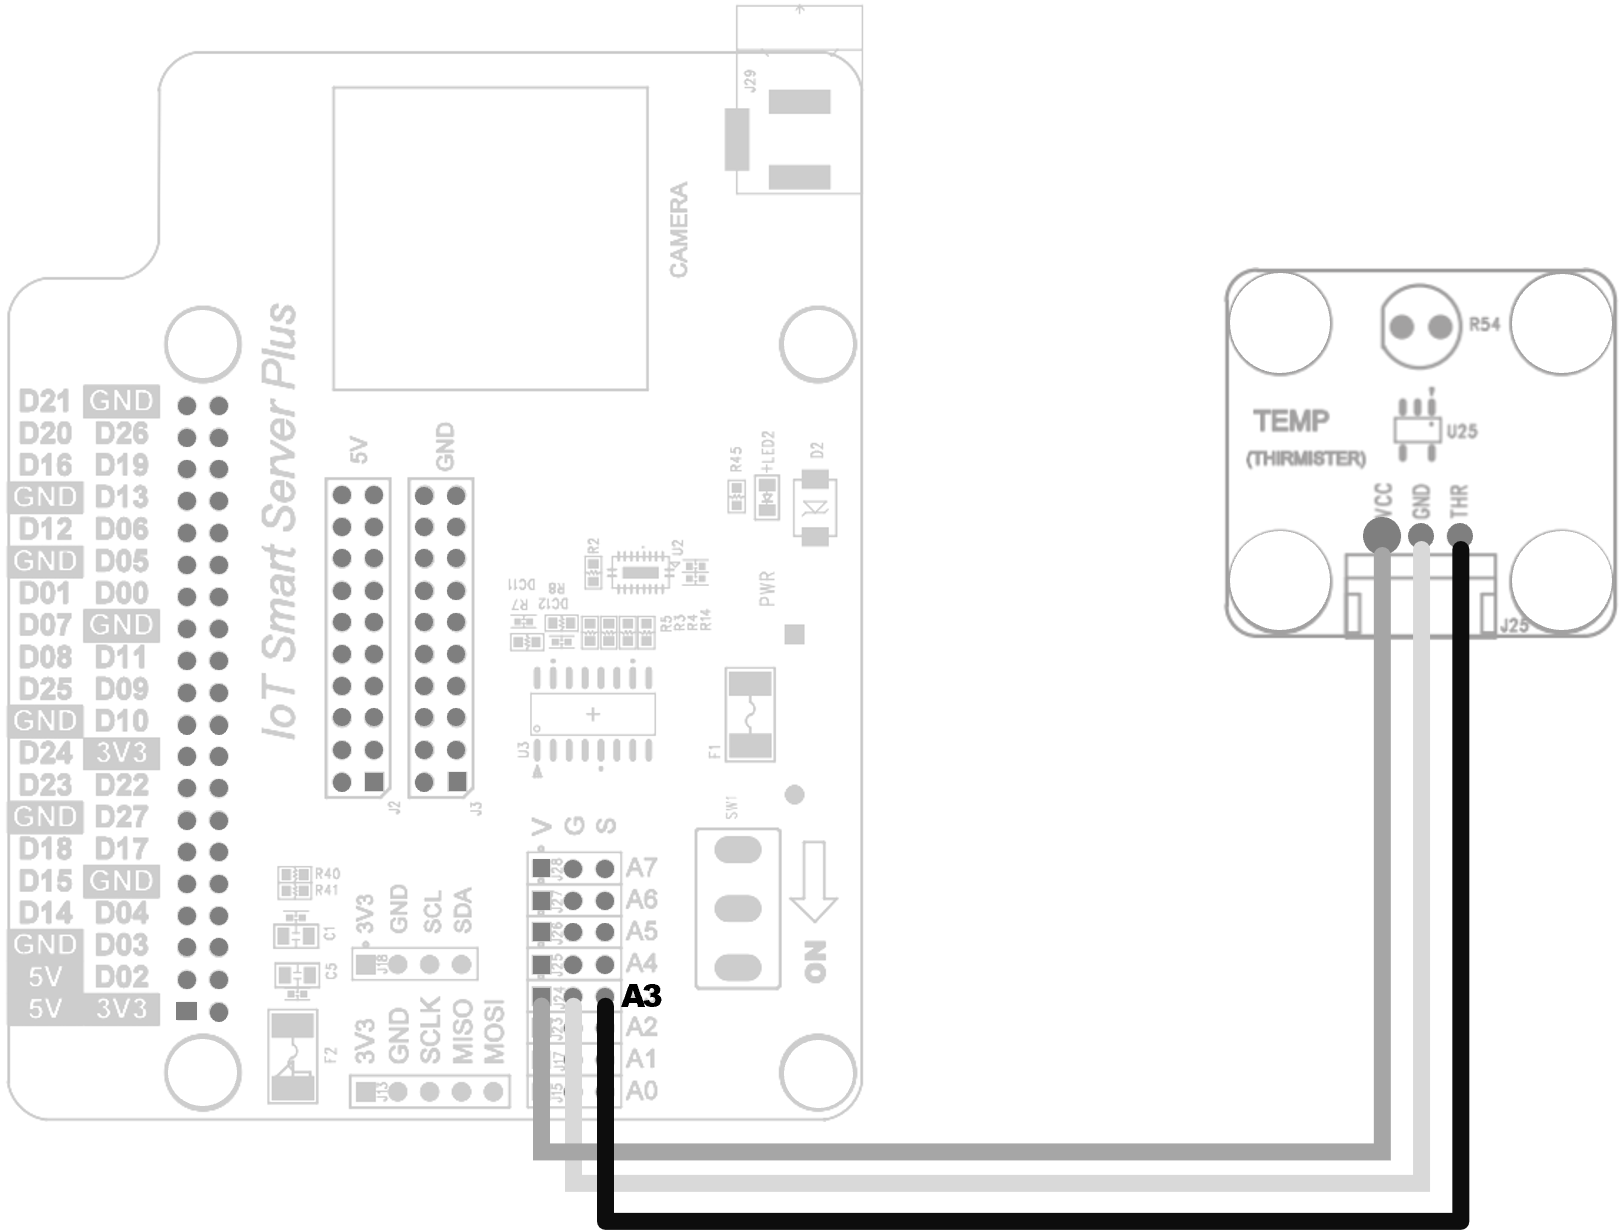 J29
CAMERA
IoT Smart Server Plus
D21 GND
D20 D26
D16 D19
GND D13
D12 D06
GND D05
D01 D00
D07 GND
D08 D11
D25 D09
GND D10
D24 3V3
D23 D22
GND D27
D18 D17
D15 GND
D14 D04
GND D03
5V D02
5V 3V3
5V
GND
J2
J3
R45
+LED2
D2
R2
U2
DC11
R8
R7
DC12
R5
R3
R4
R14
PWR
U3
F1
SW1
ON
V G S
J28 A7
J27 A6
J26 A5
J25 A4
J24 A3
J23 A2
J17 A1
J15 A0
R40
R41
C1
C5
F2
3V3
GND
SCL
SDA
J18
3V3
GND
SCLK
MISO
MOSI
J13
R54
TEMP
(THIRMISTER)
U25
VCC
GND
THR
J25